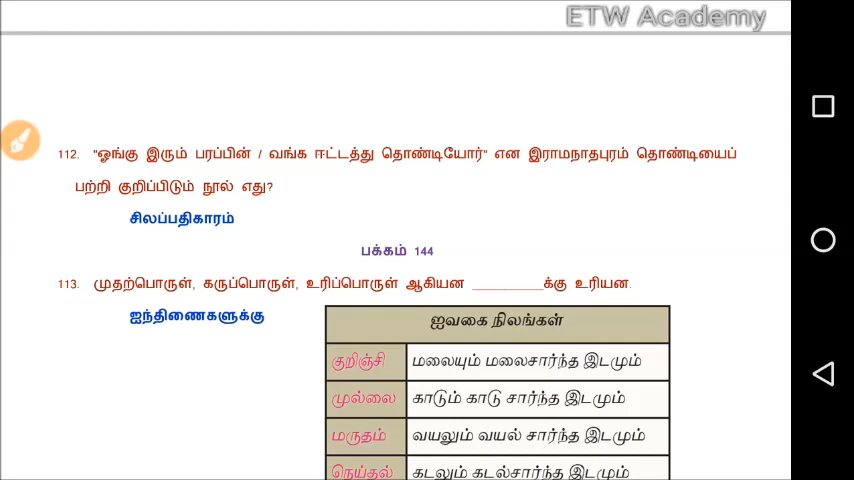 ETW Academy
112. "ஓங்கு இரும் பரப்பின் / வங்க ஈட்டத்து தொண்டியோர்" என இராமநாதபுரம் தொண்டியைப்
பற்றி குறிப்பிடும் நூல் எது?
சிலப்பதிகாரம்
பக்கம் 144
113. முதற்பொருள், கருப்பொருள், உரிப்பொருள் ஆகியன __________க்கு உரியன.
ஐந்திணைகளுக்கு
ஐவகை நிலங்கள்
குறிஞ்சி மலையும் மலைசார்ந்த இடமும்
முல்லை காடும் காடு சார்ந்த இடமும்
மருதம் வயலும் வயல் சார்ந்த இடமும்
நெய்தல் கடலும் கடல்சார்ந்த இடமும்